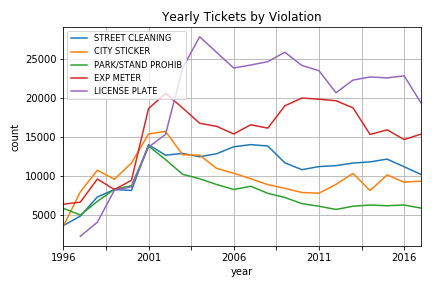 Yearly Tickets by Violation
STREET CLEANING
CITY STICKER
PARK/STAND PROHIB
EXP METER
LICENSE PLATE
25000
20000
15000
10000
5000
count
1996
2001
2006
2011
2016
year